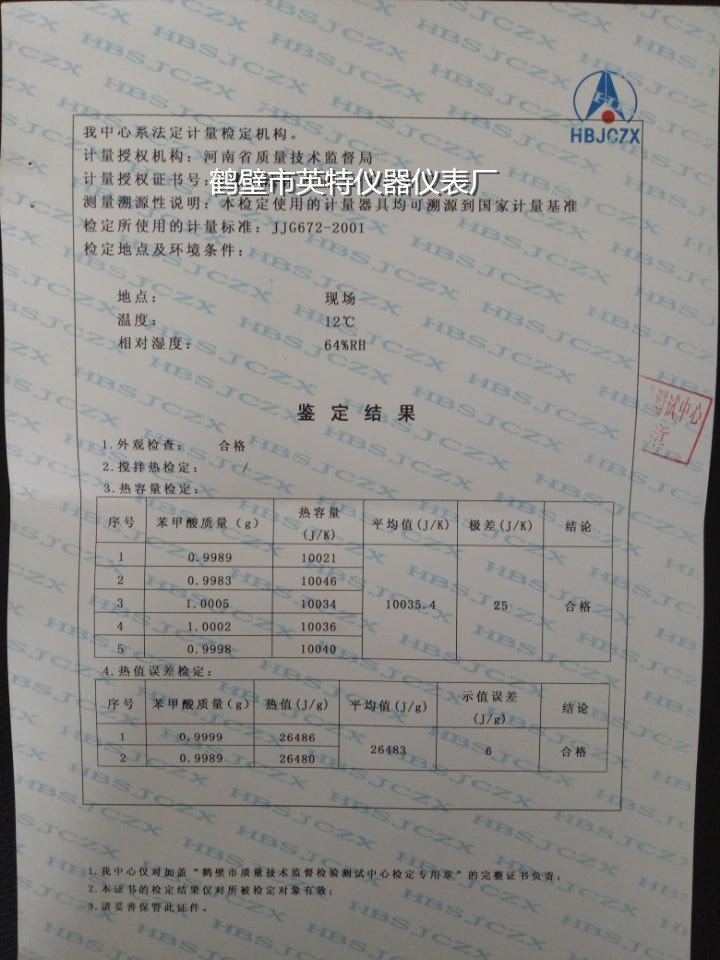 HBJCZX
我中心系法定计量检定机构。
计量授权机构：河南省质量技术监督局
计量授权证书号：
鹤壁市英特仪器仪表厂
测量溯源性说明：本检定使用的计量器具均可溯源到国家计量基准
检定所使用的计量标准：JJG672-2001
检定地点及环境条件：
地点： 现场
温度： 12℃
相对湿度： 64%RH
测试中心
章
鉴定结果
1.外观检查： 合格
2.搅拌热检定： /
3.热容量检定：
序号 苯甲酸质量（g） 热容量(J/K) 平均值(J/K) 极差(J/K) 结论
1 0.9989 10021
2 0.9983 10046
3 1.0005 10034 10035.4 25 合格
4 1.0002 10036
5 0.9998 10040
4.热值误差检定：
序号 苯甲酸质量(g) 热值(J/g) 平均值(J/g) 示值误差(J/g) 结论
1 0.9999 26486 26483 6 合格
2 0.9989 26480
1.我中心仅对加盖“鹤壁市质量技术监督检验测试中心检定专用章”的完整证书负责；
2.本证书的检定结果仅对所被检定对象有效；
3.请妥善保管此证件。
HBSJCZX